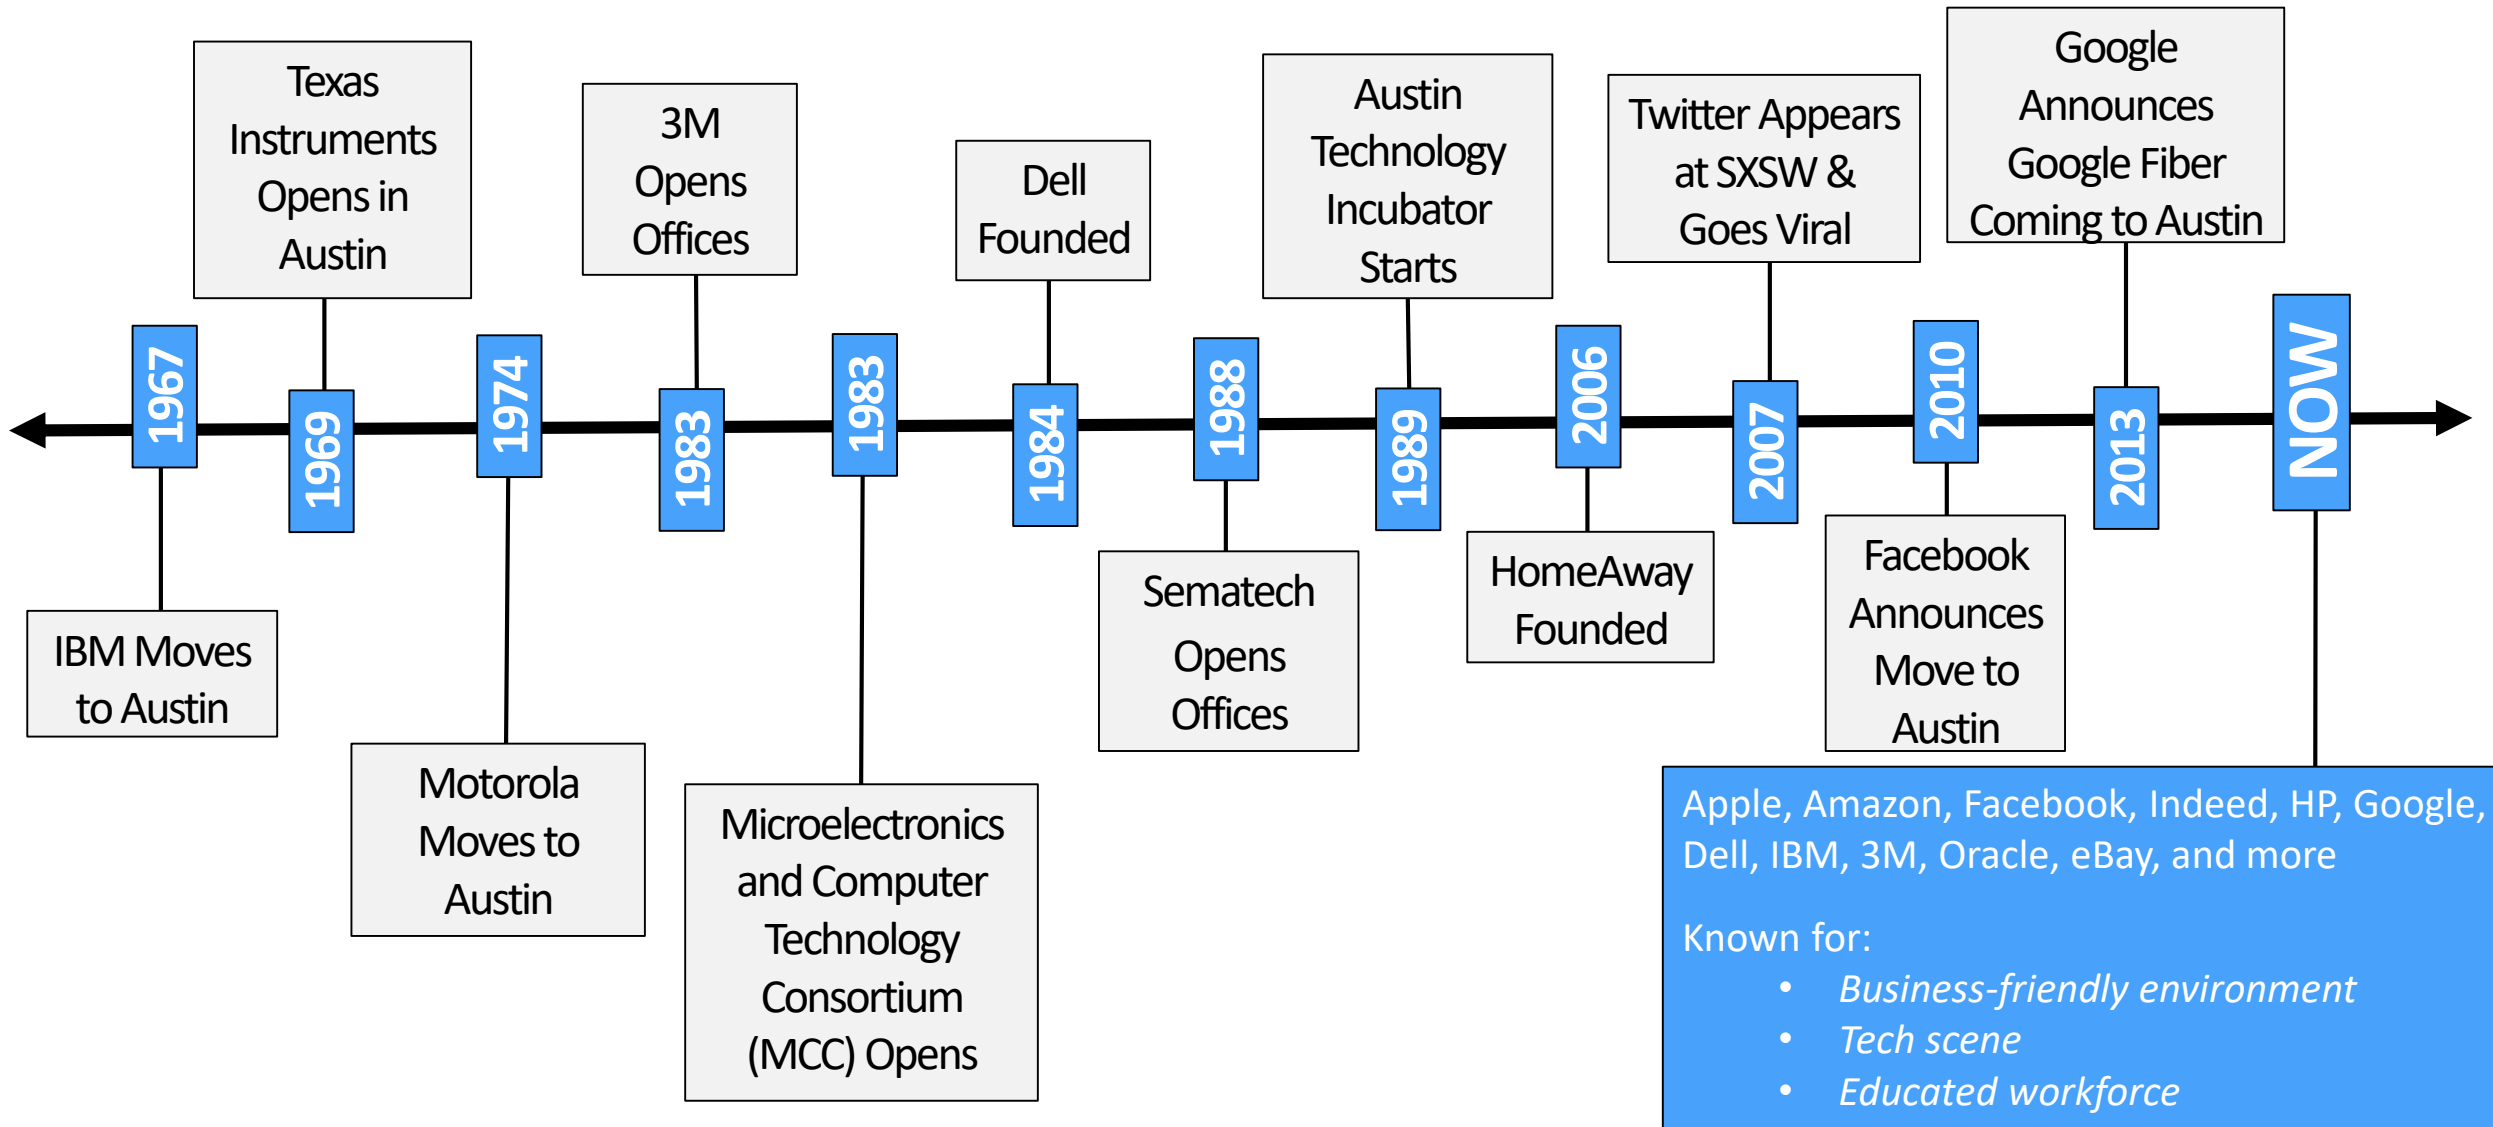 Texas
Instruments
Opens in
Austin
3M
Opens
Offices
Dell
Founded
Austin
Technology
Incubator
Starts
Twitter Appears
at SXSW &
Goes Viral
Google
Announces
Google Fiber
Coming to Austin
1967
1969
1974
1983
1983
1984
1988
1989
2006
2007
2010
2013
NOW
IBM Moves
to Austin
Motorola
Moves to
Austin
Microelectronics
and Computer
Technology
Consortium
(MCC) Opens
Sematech
Opens
Offices
HomeAway
Founded
Facebook
Announces
Move to
Austin
Apple, Amazon, Facebook, Indeed, HP, Google,
Dell, IBM, 3M, Oracle, eBay, and more
Known for:
• Business-friendly environment
• Tech scene
• Educated workforce